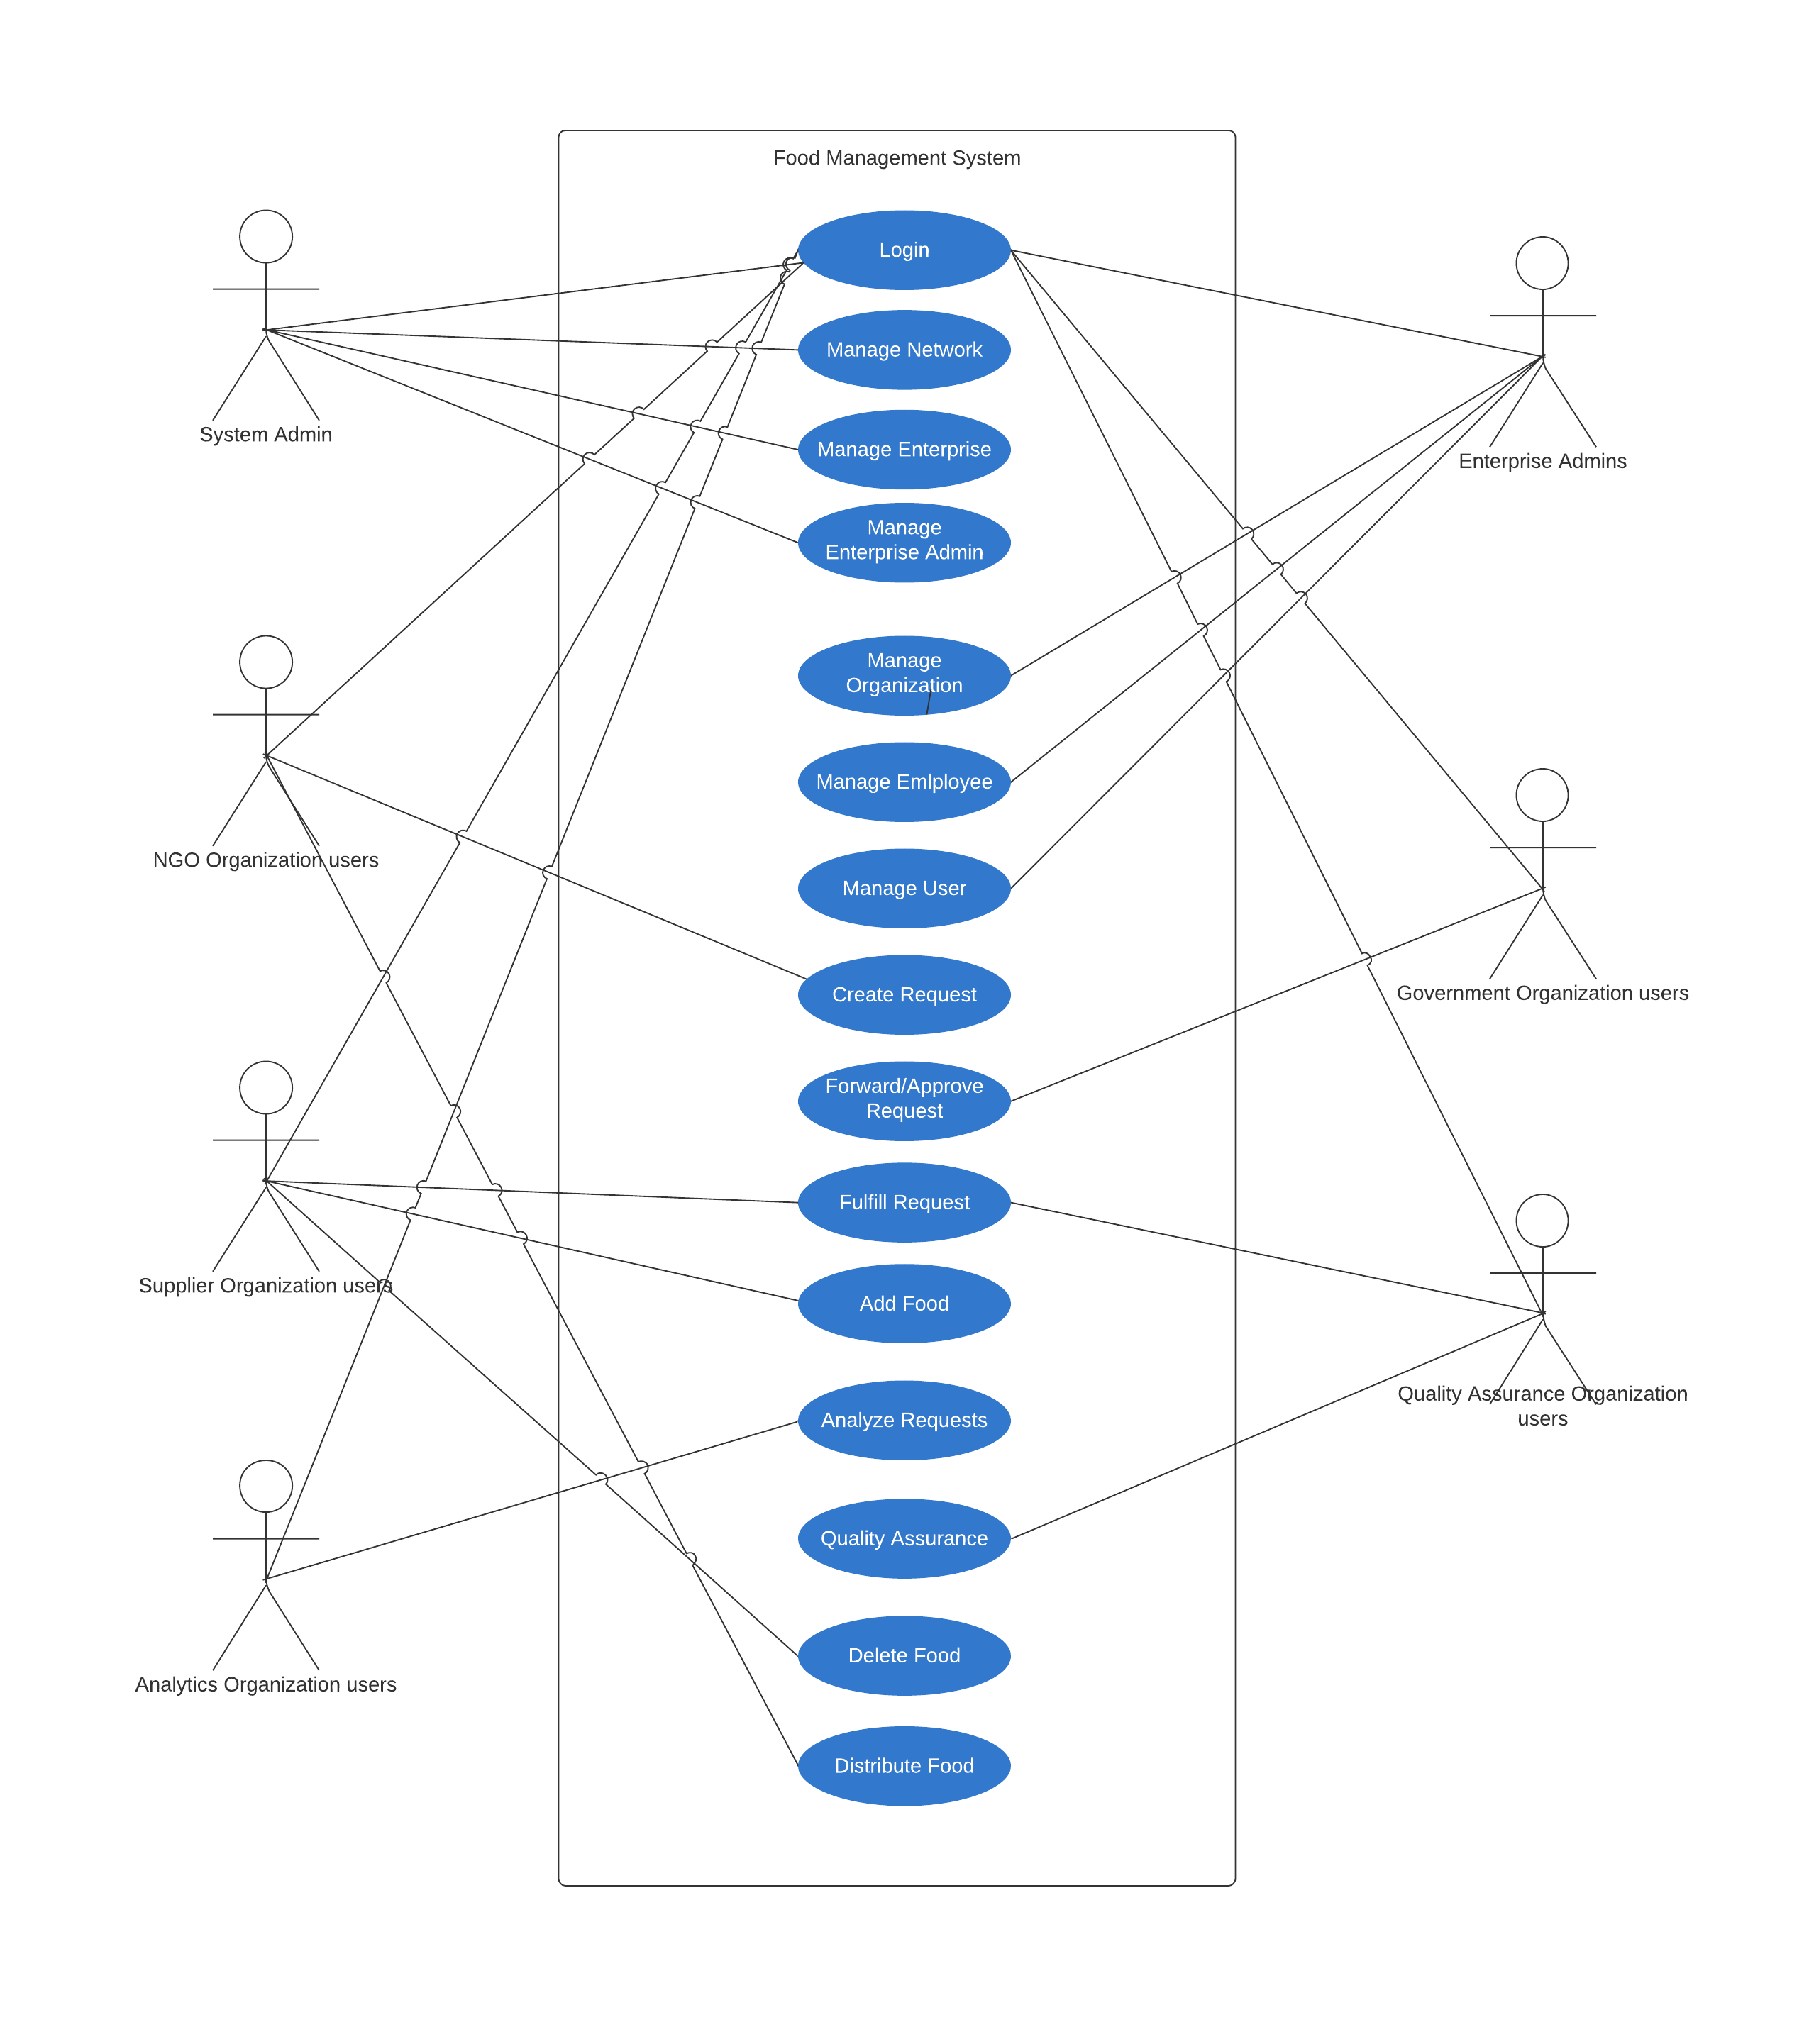 Food Management System
Login
Manage Network
System Admin
Manage Enterprise
Enterprise Admins
Manage
Enterprise Admin
Manage
Organization
Manage Emlployee
NGO Organization users
Manage User
Create Request
Government Organization users
Forward/Approve
Request
Fulfill Request
Supplier Organization users
Add Food
Quality Assurance Organization
users
Analyze Requests
Quality Assurance
Delete Food
Analytics Organization users
Distribute Food